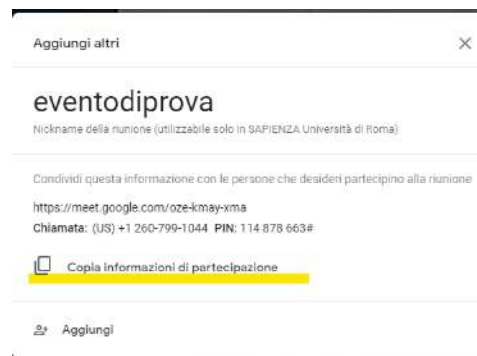 Aggiungi altri
eventodiprova
Nickname della riunione (utilizzabile solo in SAPIENZA Università di Roma)
Condividi questa informazione con le persone che desideri partecipino alla riunione
https://meet.google.com/oze-kmay-xma
Chiamata: (US) +1 260-799-1044 PIN: 114 878 663#
Copia informazioni di partecipazione
Aggiungi